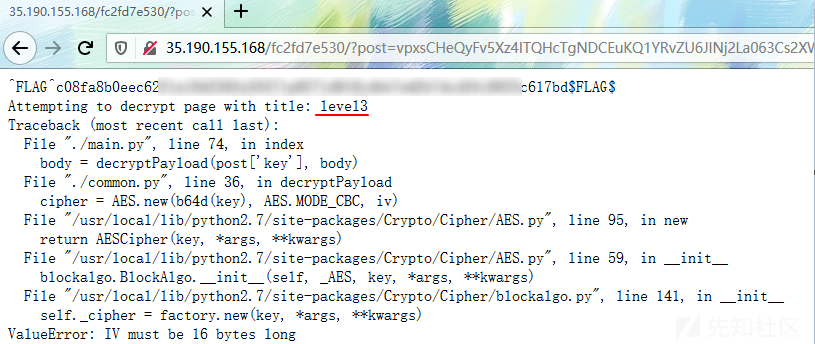 35.190.155.168/fc2fd7e530/?pos
35.190.155.168/fc2fd7e530/?post=vpxsCHeQyFv5Xz4ITQHcTgNDCEuKQ1YRvZU6JlNj2La063Cs2XW
^FLAG^c08fa8b0eec62 c617bd$FLAG$
Attempting to decrypt page with title: level3
Traceback (most recent call last):
File "./main.py", line 74, in index
body = decryptPayload(post['key'], body)
File "./common.py", line 36, in decryptPayload
cipher = AES.new(b64d(key), AES.MODE_CBC, iv)
File "/usr/local/lib/python2.7/site-packages/Crypto/Cipher/AES.py", line 95, in new
return AESCipher(key, *args, **kwargs)
File "/usr/local/lib/python2.7/site-packages/Crypto/Cipher/AES.py", line 59, in __init__
blockalgo.BlockAlgo.__init__(self, _AES, key, *args, **kwargs)
File "/usr/local/lib/python2.7/site-packages/Crypto/Cipher/blockalgo.py", line 141, in __init__
self._cipher = factory.new(key, *args, **kwargs)
ValueError: IV must be 16 bytes long
先知社区